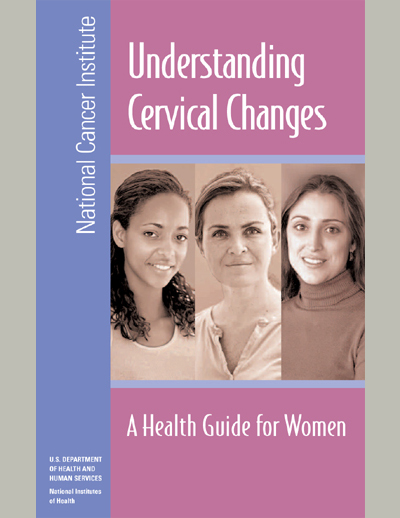 National Cancer Institute
Understanding
Cervical Changes
A Health Guide for Women
U.S. DEPARTMENT
OF HEALTH AND
HUMAN SERVICES
National Institutes
of Health